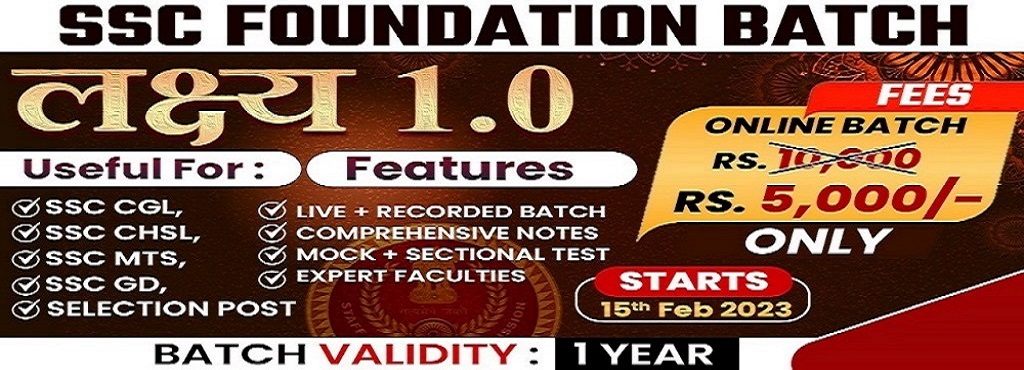 SSC FOUNDATION BATCH
लक्ष्य 1.0
Useful For :
SSC CGL,
SSC CHSL,
SSC MTS,
SSC GD,
SELECTION POST
Features
LIVE + RECORDED BATCH
COMPREHENSIVE NOTES
MOCK + SECTIONAL TEST
EXPERT FACULTIES
FEES
ONLINE BATCH
RS. 10,000
RS. 5,000/-
ONLY
STARTS
15th Feb 2023
BATCH VALIDITY : 1 YEAR